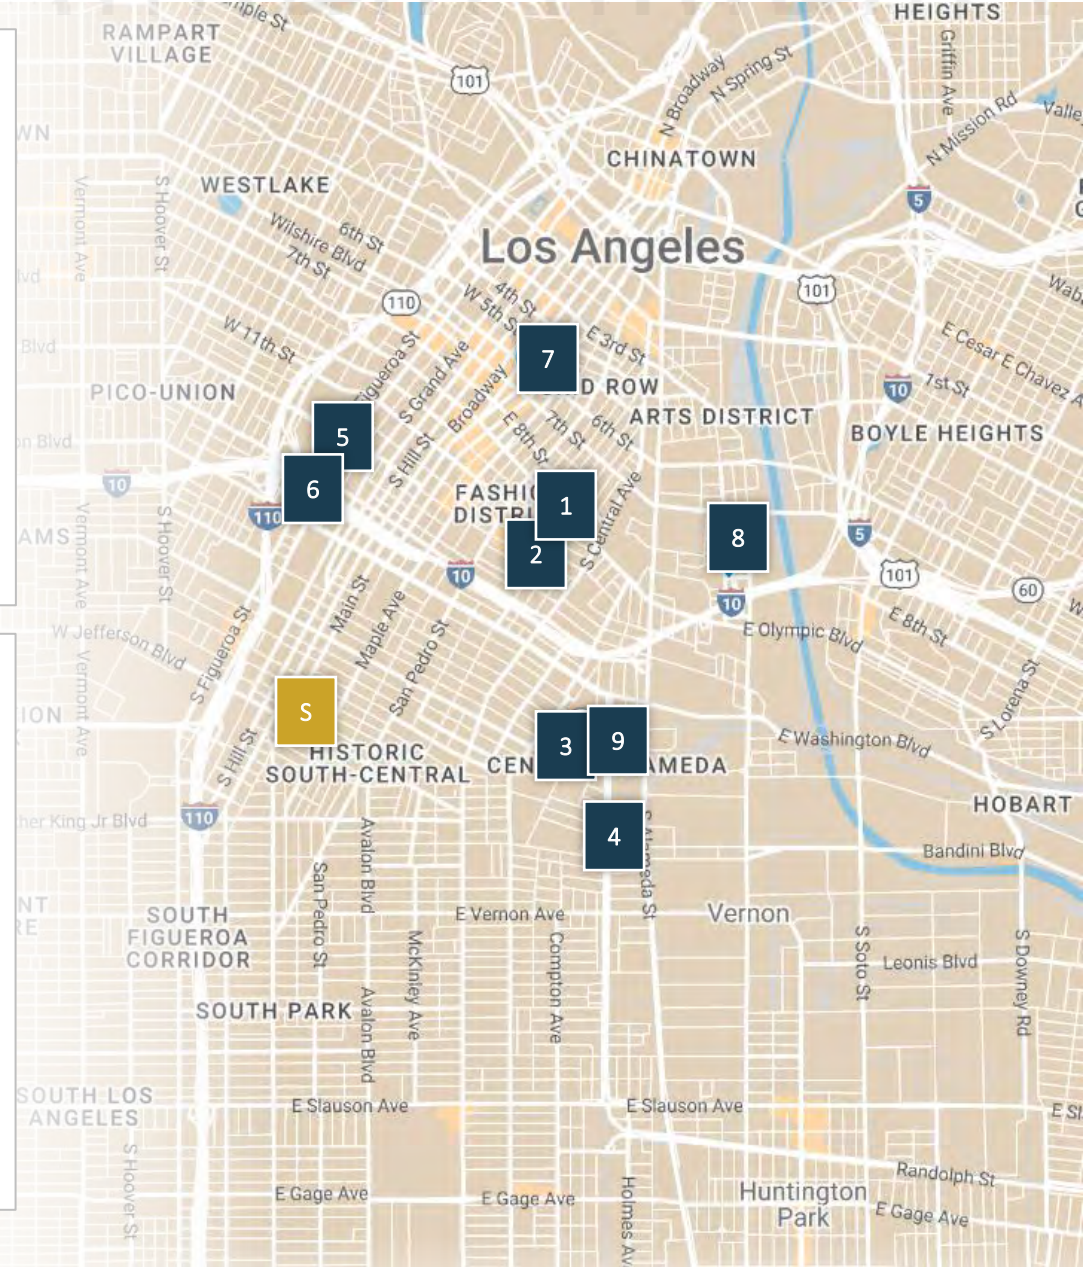 HEIGHTS
RAMPART
VILLAGE
101
N Broadway
N Spring St
Griffin Ave
N Mission Rd
CHINATOWN
WESTLAKE
5
Vermont Ave
S Hoover St
6th St
Wilshire Blvd
7th St
Los Angeles
101
110
4th St
W 5th St
E 3rd St
W 11th St
Figueroa St
S Grand Ave
Broadway
7
D ROW
E Cesar E Chavez A
1st St
10
PICO-UNION
ARTS DISTRICT
BOYLE HEIGHTS
7th St
6th St
E 8th St
S Hill St
5
6
10
110
1
2
S Central Ave
8
5
101
60
10
10
Vermont Ave
S Hoover St
Main St
Maple Ave
San Pedro St
E Olympic Blvd
E 8th St
S Lorena St
W Jefferson Blvd
Vermont Ave
S Figueroa St
S
S Hill St
HISTORIC
SOUTH-CENTRAL
3
9
E Washington Blvd
HOBART
110
4
Bandini Blvd
Avalon Blvd
San Pedro St
SOUTH
FIGUEROA
CORRIDOR
E Vernon Ave
Vernon
McKinley Ave
Compton Ave
S Soto St
Leonis Blvd
S Downey Rd
SOUTH PARK
Avalon Blvd
SOUTH LOS
ANGELES
E Slauson Ave
E Slauson Ave
S Hoover St
Randolph St
E Gage Ave
E Gage Ave
Huntington
Park
E Gage Ave